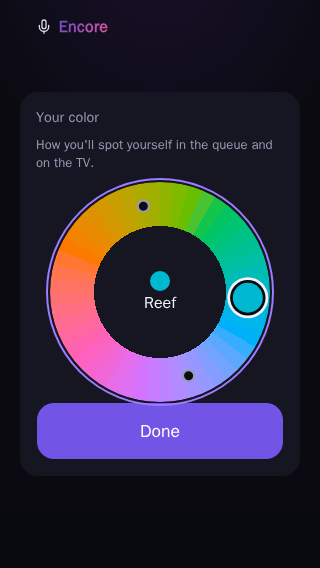 Encore
Your color
How you'll spot yourself in the queue and
on the TV.
Reef
Done